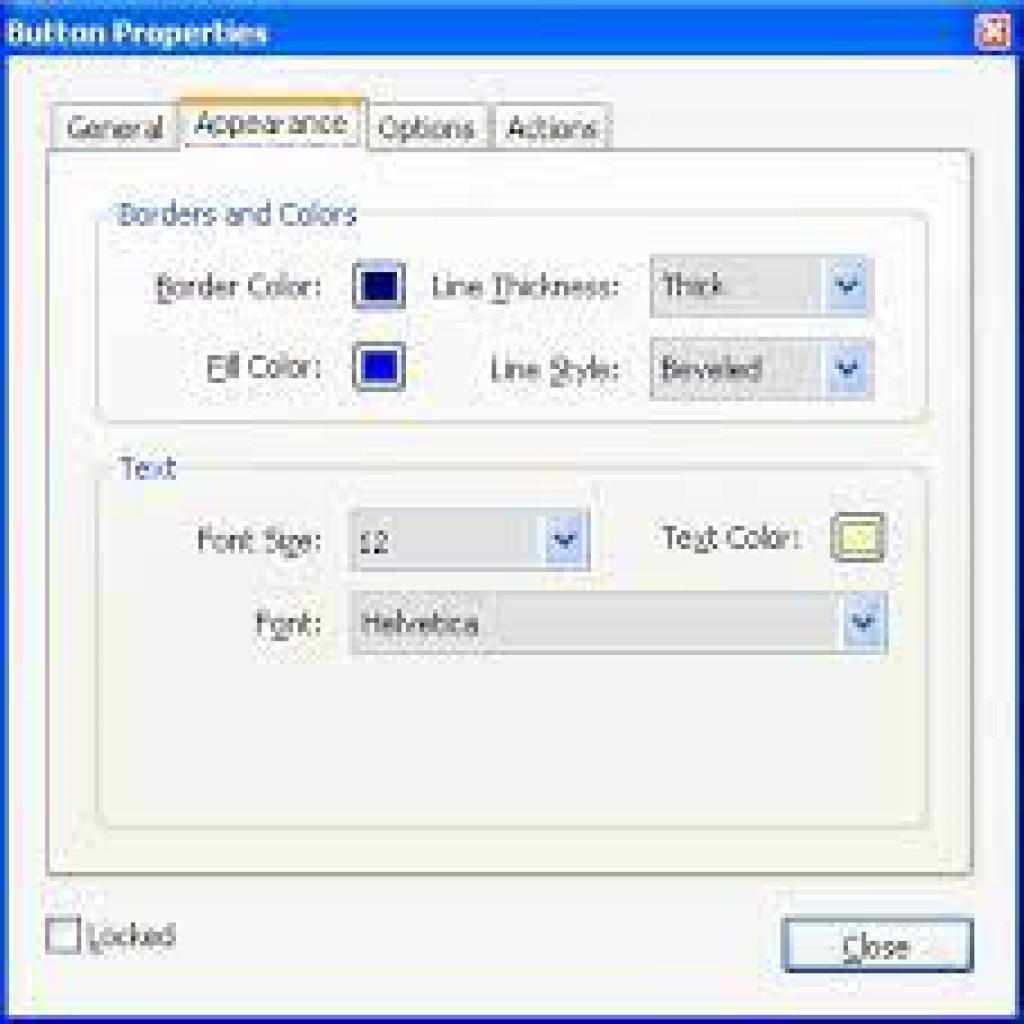 Button Properties
General Appearance Options Actions
Borders and Colors
Border Color: Line Thickness: Thick
Fill Color: Line Style: Beveled
Text
Font Size: 12 Text Color:
Font: Helvetica
Locked Close